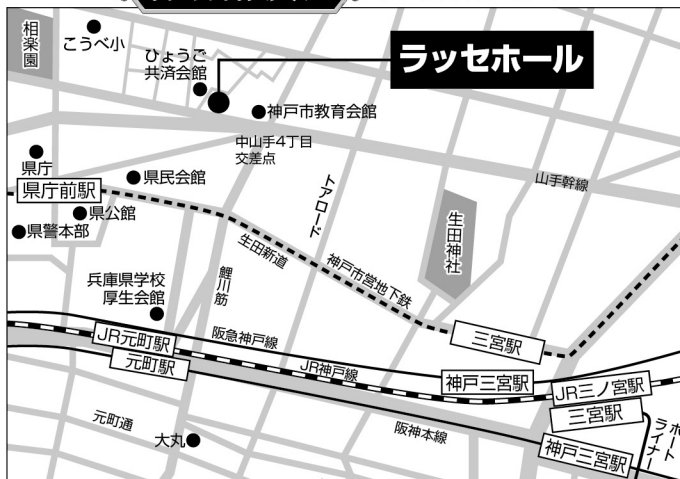 相楽園
こうべ小
ひょうご
共済会館
ラッセホール
神戸市教育会館
中山手4丁目
交差点
山手幹線
県庁
県庁前駅
県民会館
県公館
県警本部
トアロード
生田神社
生田新道
神戸市営地下鉄
鯉川筋
兵庫県学校
厚生会館
三宮駅
JR元町駅
阪急神戸線
元町駅
JR神戸線
神戸三宮駅
JR三ノ宮駅
三宮駅
ポート
ライナー
元町通
大丸
阪神本線
神戸三宮駅